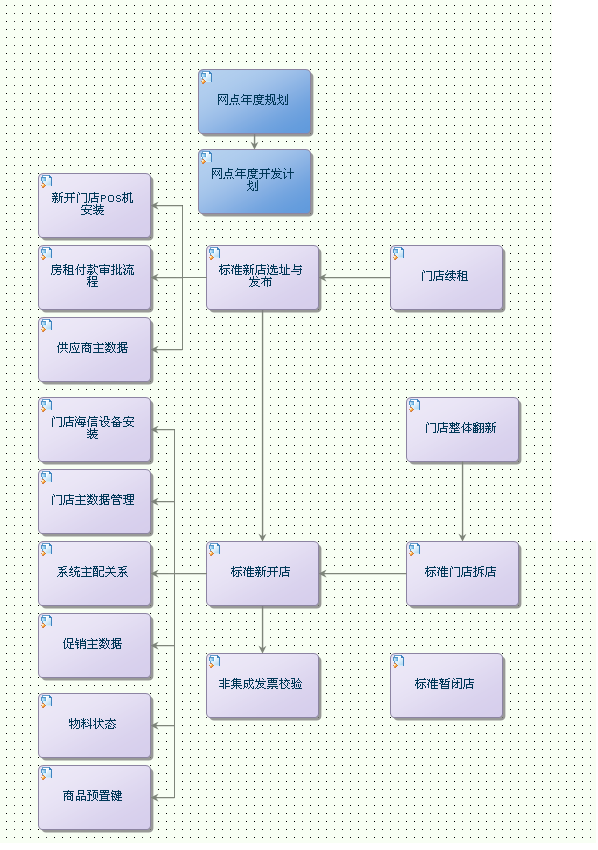 网点年度规划
网点年度开发计
划
新开门店POS机
安装
房租付款审批流
程
标准新店选址与
发布
门店续租
供应商主数据
门店海信设备安
装
门店整体翻新
门店主数据管理
系统主配关系
标准新开店
标准门店拆店
促销主数据
非集成发票校验
标准暂闭店
物料状态
商品预置键